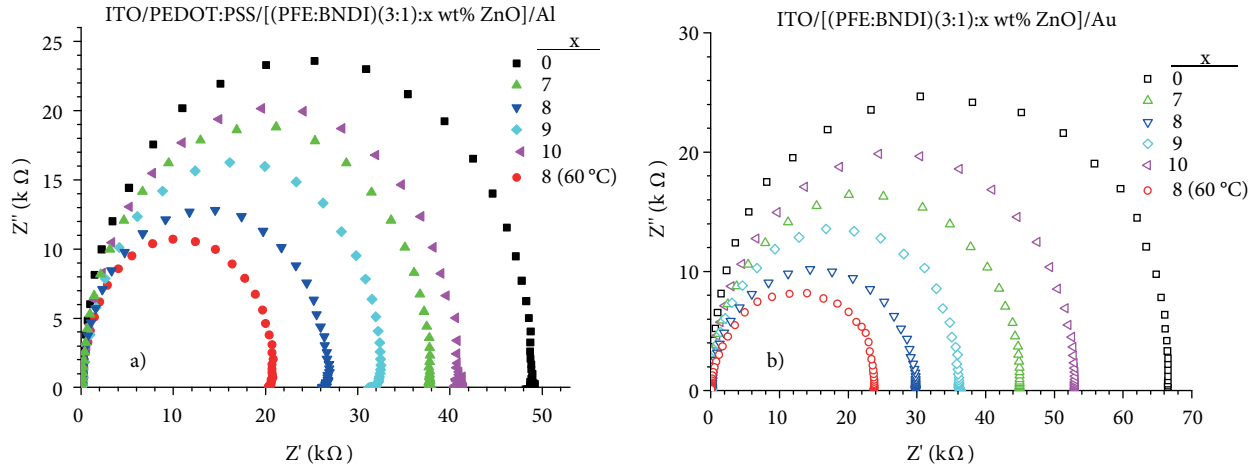 ITO/PEDOT:PSS/[(PFE:BNDI)(3:1):x wt% ZnO]/Al
25
20
15
10
5
0
Z'' (k Ω)
x
0
7
8
9
10
8 (60 °C)
a)
0
10
20
30
40
50
Z' (k Ω)
ITO/[(PFE:BNDI)(3:1):x wt% ZnO]/Au
30
20
10
0
Z'' (k Ω)
x
0
7
8
9
10
8 (60 °C)
b)
0
10
20
30
40
50
60
70
Z' (k Ω)